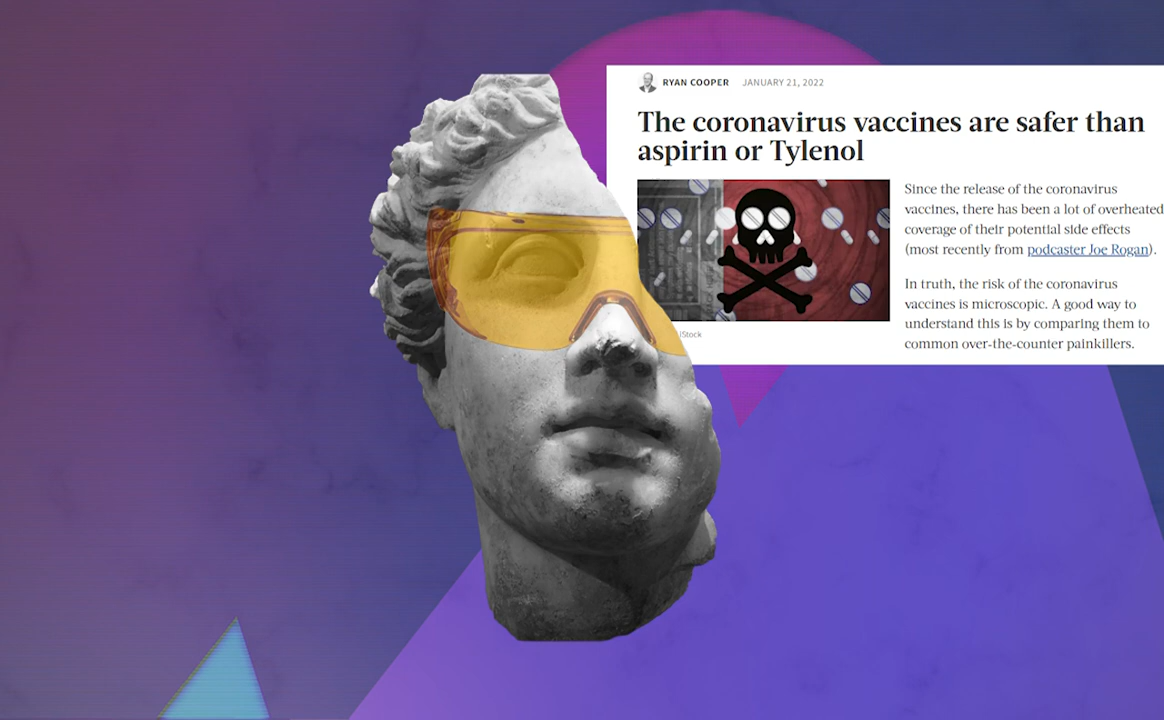 RYAN COOPER JANUARY 21, 2022
The coronavirus vaccines are safer than
aspirin or Tylenol
Since the release of the coronavirus
vaccines, there has been a lot of overheated
coverage of their potential side effects
(most recently from podcaster Joe Rogan).
In truth, the risk of the coronavirus
vaccines is microscopic. A good way to
understand this is by comparing them to
common over-the-counter painkillers.
iStock